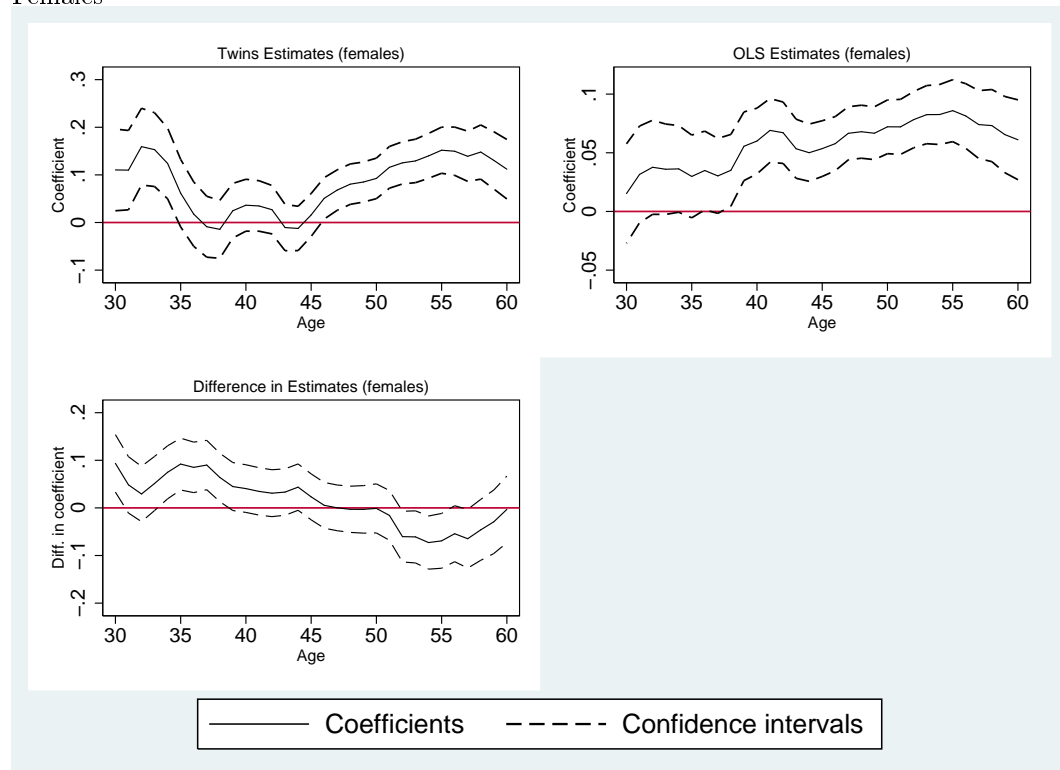 Females
Twins Estimates (females)
Coefficient
.3
.2
.1
0
-.1
30 35 40 45 50 55 60
Age
OLS Estimates (females)
Coefficient
.1
.05
0
-.05
30 35 40 45 50 55 60
Age
Difference in Estimates (females)
Diff. in coefficient
.2
.1
0
-.1
-.2
30 35 40 45 50 55 60
Age
Coefficients Confidence intervals